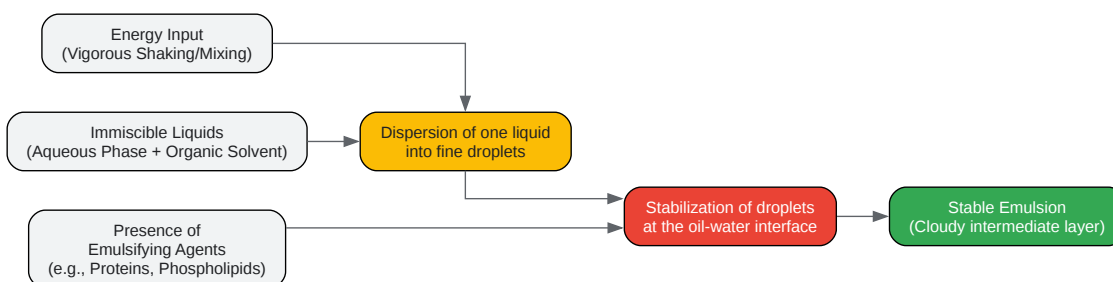 Energy Input
(Vigorous Shaking/Mixing)
Immiscible Liquids
(Aqueous Phase + Organic Solvent)
Dispersion of one liquid
into fine droplets
Presence of
Emulsifying Agents
(e.g., Proteins, Phospholipids)
Stabilization of droplets
at the oil-water interface
Stable Emulsion
(Cloudy intermediate layer)